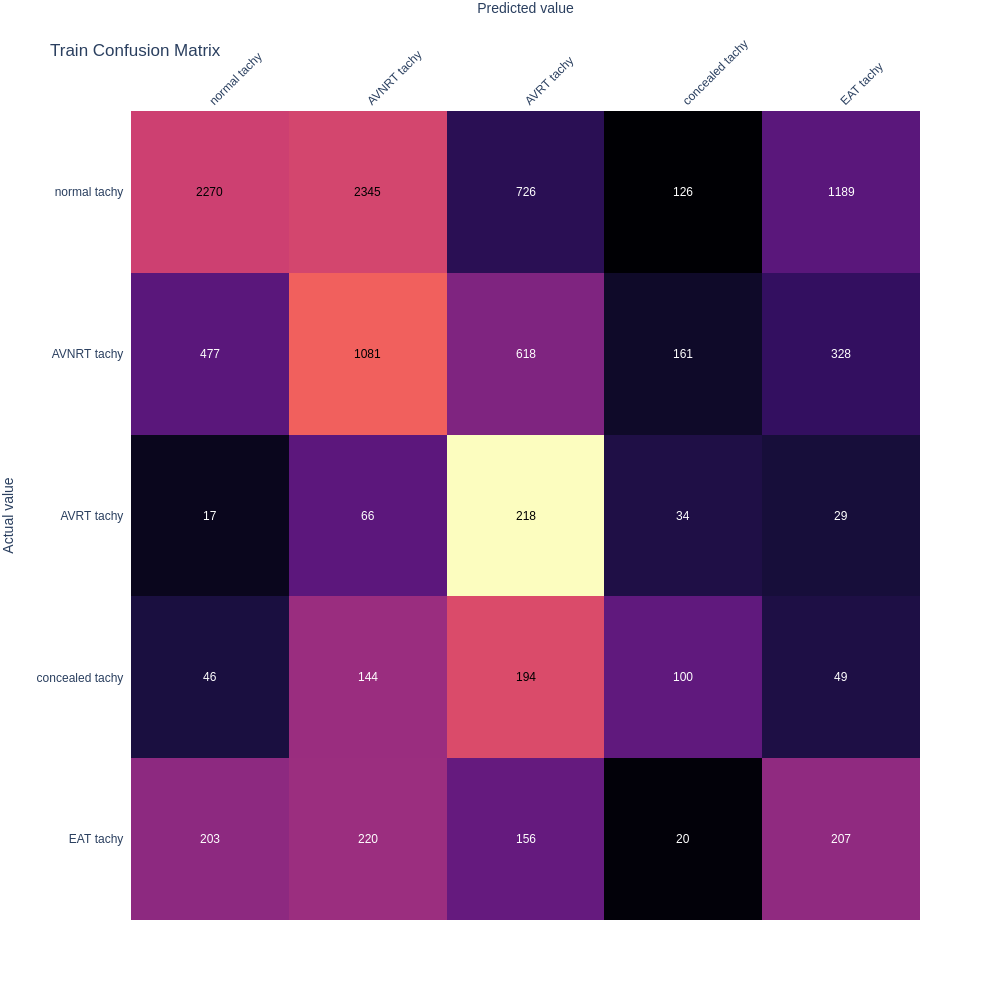 Predicted value
Train Confusion Matrix
normal tachy AVNRT tachy AVRT tachy concealed tachy EAT tachy
normal tachy 2270 2345 726 126 1189
AVNRT tachy 477 1081 618 161 328
Actual value
AVRT tachy 17 66 218 34 29
concealed tachy 46 144 194 100 49
EAT tachy 203 220 156 20 207